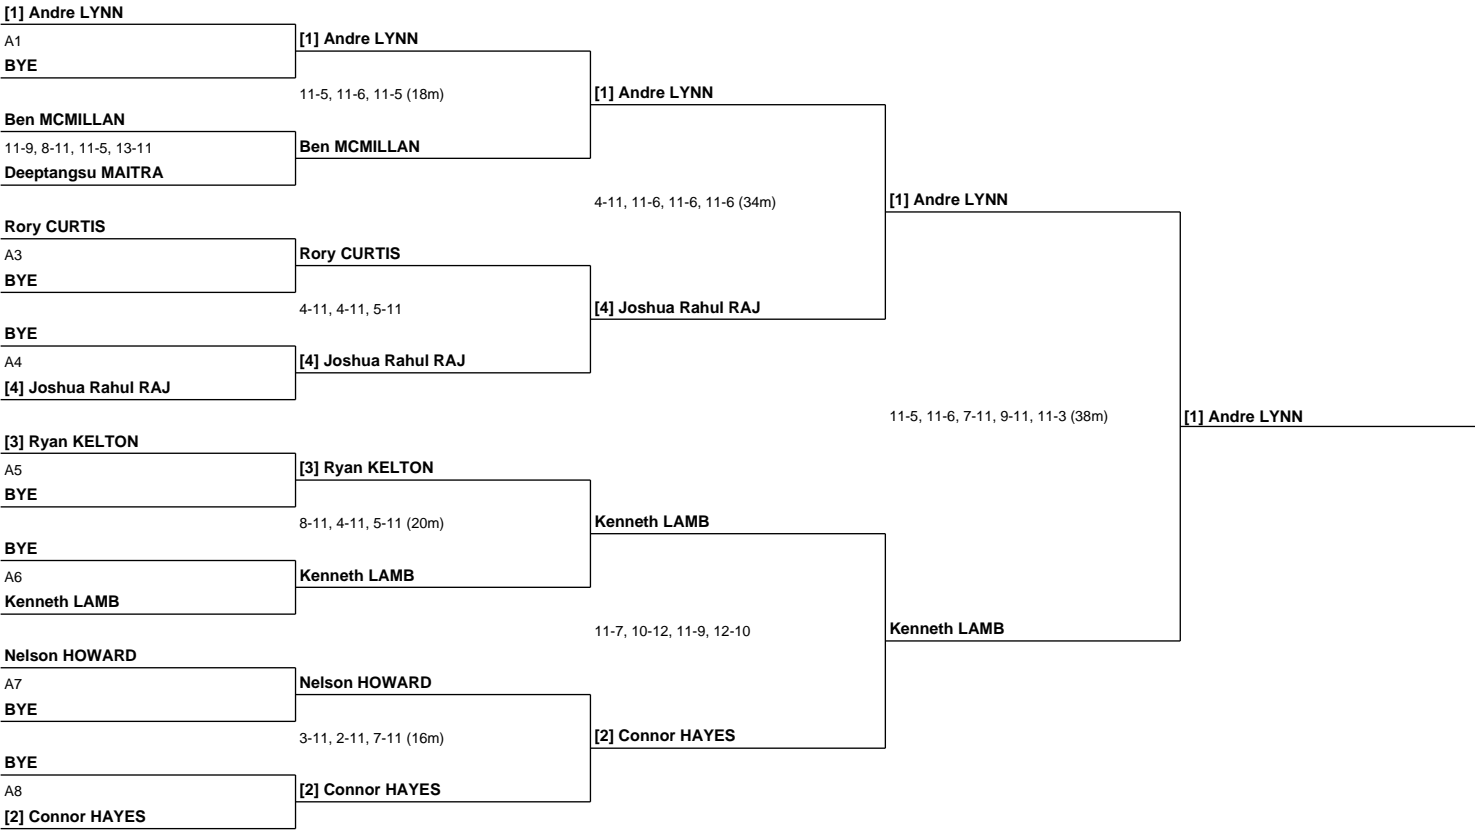 [1] Andre LYNN
A1
BYE
Ben MCMILLAN
11-9, 8-11, 11-5, 13-11
Deeptangsu MAITRA
Rory CURTIS
A3
BYE
BYE
A4
[4] Joshua Rahul RAJ
[3] Ryan KELTON
A5
BYE
BYE
A6
Kenneth LAMB
Nelson HOWARD
A7
BYE
BYE
A8
[2] Connor HAYES
[1] Andre LYNN
11-5, 11-6, 11-5 (18m)
Ben MCMILLAN
Rory CURTIS
4-11, 4-11, 5-11
[4] Joshua Rahul RAJ
[3] Ryan KELTON
8-11, 4-11, 5-11 (20m)
Kenneth LAMB
Nelson HOWARD
3-11, 2-11, 7-11 (16m)
[2] Connor HAYES
[1] Andre LYNN
4-11, 11-6, 11-6, 11-6 (34m)
[4] Joshua Rahul RAJ
Kenneth LAMB
11-7, 10-12, 11-9, 12-10
[2] Connor HAYES
[1] Andre LYNN
11-5, 11-6, 7-11, 9-11, 11-3 (38m)
Kenneth LAMB
[1] Andre LYNN